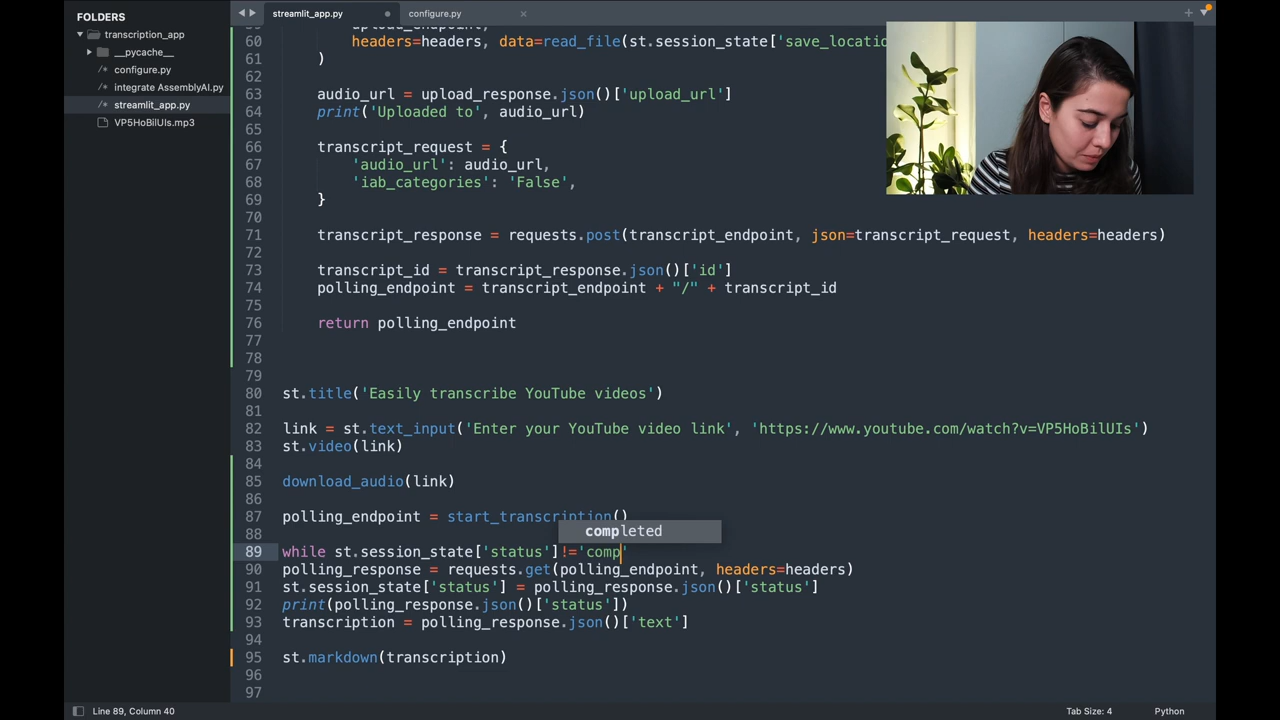 FOLDERS
transcription_app
__pycache__
configure.py
integrate AssemblyAI.py
streamlit_app.py
VP5HoBilUIs.mp3
streamlit_app.py
configure.py
60 headers=headers, data=read_file(st.session_state['save_locatio
61 )
62
63 audio_url = upload_response.json()['upload_url']
64 print('Uploaded to', audio_url)
65
66 transcript_request = {
67 'audio_url': audio_url,
68 'iab_categories': 'False',
69 }
70
71 transcript_response = requests.post(transcript_endpoint, json=transcript_request, headers=headers)
72
73 transcript_id = transcript_response.json()['id']
74 polling_endpoint = transcript_endpoint + "/" + transcript_id
75
76 return polling_endpoint
77
78
79
80 st.title('Easily transcribe YouTube videos')
81
82 link = st.text_input('Enter your YouTube video link', 'https://www.youtube.com/watch?v=VP5HoBilUIs')
83 st.video(link)
84
85 download_audio(link)
86
87 polling_endpoint = start_transcription()
88
completed
89 while st.session_state['status']!='comp'
90 polling_response = requests.get(polling_endpoint, headers=headers)
91 st.session_state['status'] = polling_response.json()['status']
92 print(polling_response.json()['status'])
93 transcription = polling_response.json()['text']
94
95 st.markdown(transcription)
96
97
Line 89, Column 40
Tab Size: 4
Python